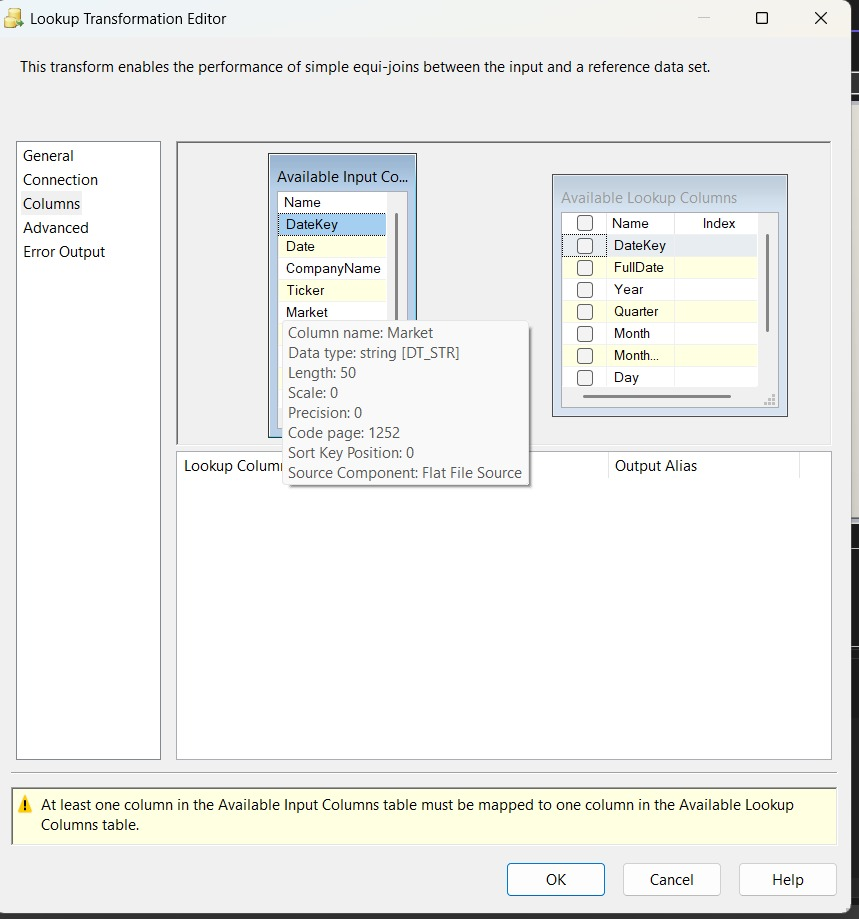 Lookup Transformation Editor
This transform enables the performance of simple equi-joins between the input and a reference data set.
General
Connection
Columns
Advanced
Error Output
Available Input Co...
Name
DateKey
Date
CompanyName
Ticker
Market
Column name: Market
Data type: string [DT_STR]
Length: 50
Scale: 0
Precision: 0
Code page: 1252
Sort Key Position: 0
Source Component: Flat File Source
Available Lookup Columns
Name Index
DateKey
FullDate
Year
Quarter
Month
Month...
Day
Lookup Colum
Output Alias
At least one column in the Available Input Columns table must be mapped to one column in the Available Lookup
Columns table.
OK Cancel Help